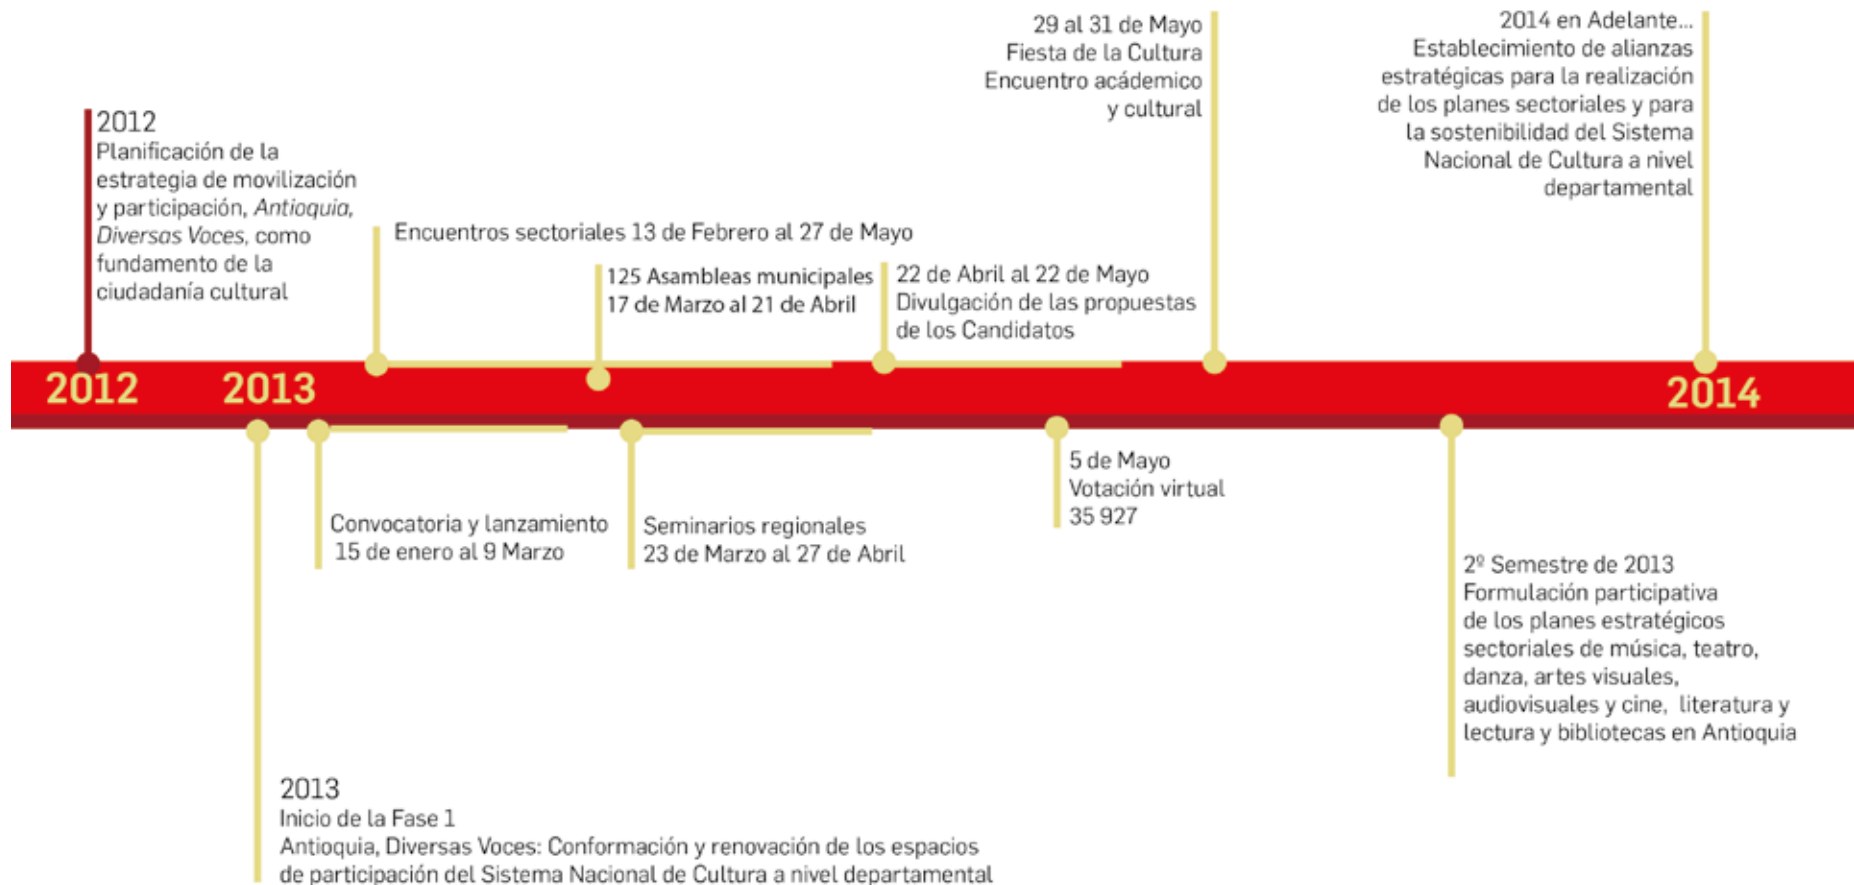 2012
Planificación de la
estrategia de movilización
y participación, Antioquia,
Diversas Voces, como
fundamento de la
ciudadanía cultural
Encuentros sectoriales 13 de Febrero al 27 de Mayo
125 Asambleas municipales
17 de Marzo al 21 de Abril
22 de Abril al 22 de Mayo
Divulgación de las propuestas
de los Candidatos
29 al 31 de Mayo
Fiesta de la Cultura
Encuentro acádemico
y cultural
2014 en Adelante...
Establecimiento de alianzas
estratégicas para la realización
de los planes sectoriales y para
la sostenibilidad del Sistema
Nacional de Cultura a nivel
departamental
2012
2013
2014
2013
Inicio de la Fase 1
Antioquia, Diversas Voces: Conformación y renovación de los espacios
de participación del Sistema Nacional de Cultura a nivel departamental
Convocatoria y lanzamiento
15 de enero al 9 Marzo
Seminarios regionales
23 de Marzo al 27 de Abril
5 de Mayo
Votación virtual
35 927
2º Semestre de 2013
Formulación participativa
de los planes estratégicos
sectoriales de música, teatro,
danza, artes visuales,
audiovisuales y cine, literatura y
lectura y bibliotecas en Antioquia